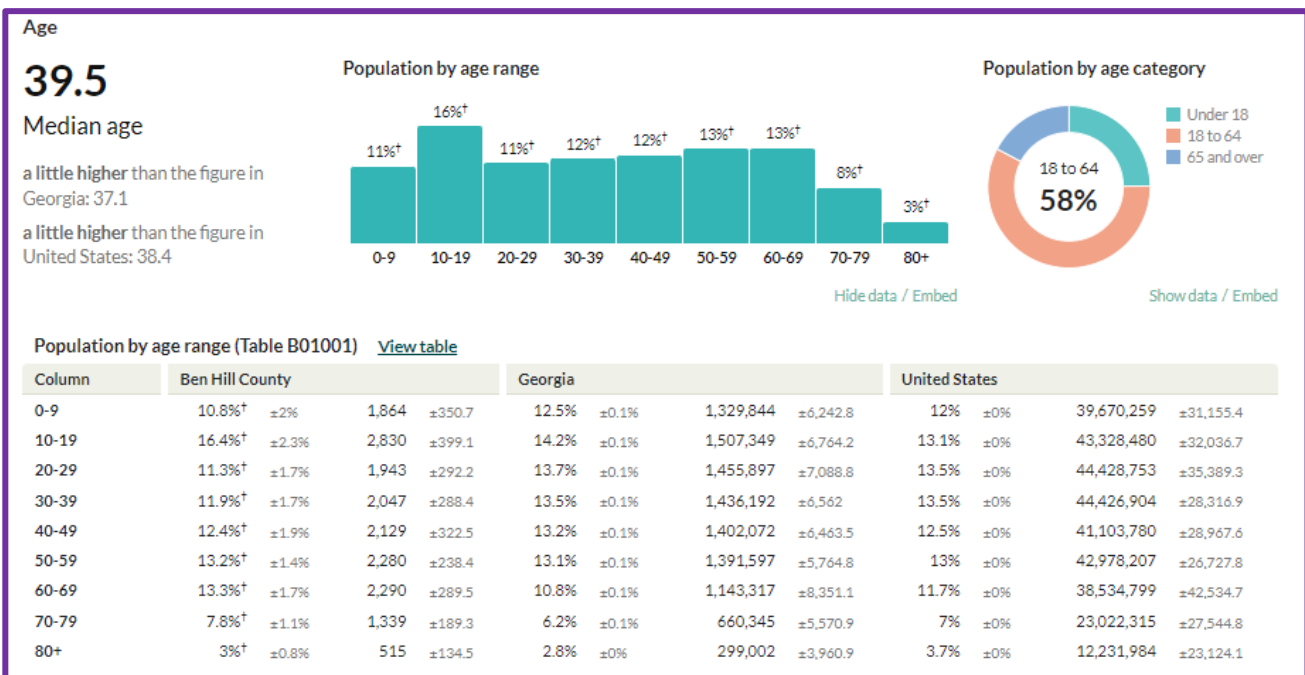 Age
39.5
Median age
a little higher than the figure in
Georgia: 37.1
a little higher than the figure in
United States: 38.4
Population by age range
11%† 16%† 11%† 12%† 12%† 13%† 13%† 8%† 3%†
0-9 10-19 20-29 30-39 40-49 50-59 60-69 70-79 80+
Hide data / Embed
Population by age category
Under 18
18 to 64
65 and over
18 to 64
58%
Show data / Embed
Population by age range (Table B01001) View table
Column Ben Hill County Georgia United States
0-9 10.8%† ±2% 1,864 ±350.7 12.5% ±0.1% 1,329,844 ±6,242.8 12% ±0% 39,670,259 ±31,155.4
10-19 16.4%† ±2.3% 2,830 ±399.1 14.2% ±0.1% 1,507,349 ±6,764.2 13.1% ±0% 43,328,480 ±32,036.7
20-29 11.3%† ±1.7% 1,943 ±292.2 13.7% ±0.1% 1,455,897 ±7,088.8 13.5% ±0% 44,428,753 ±35,389.3
30-39 11.9%† ±1.7% 2,047 ±288.4 13.5% ±0.1% 1,436,192 ±6,562 13.5% ±0% 44,426,904 ±28,316.9
40-49 12.4%† ±1.9% 2,129 ±322.5 13.2% ±0.1% 1,402,072 ±6,463.5 12.5% ±0% 41,103,780 ±28,967.6
50-59 13.2%† ±1.4% 2,280 ±238.4 13.1% ±0.1% 1,391,597 ±5,764.8 13% ±0% 42,978,207 ±26,727.8
60-69 13.3%† ±1.7% 2,290 ±289.5 10.8% ±0.1% 1,143,317 ±8,351.1 11.7% ±0% 38,534,799 ±42,534.7
70-79 7.8%† ±1.1% 1,339 ±189.3 6.2% ±0.1% 660,345 ±5,570.9 7% ±0% 23,022,315 ±27,544.8
80+ 3%† ±0.8% 515 ±134.5 2.8% ±0% 299,002 ±3,960.9 3.7% ±0% 12,231,984 ±23,124.1